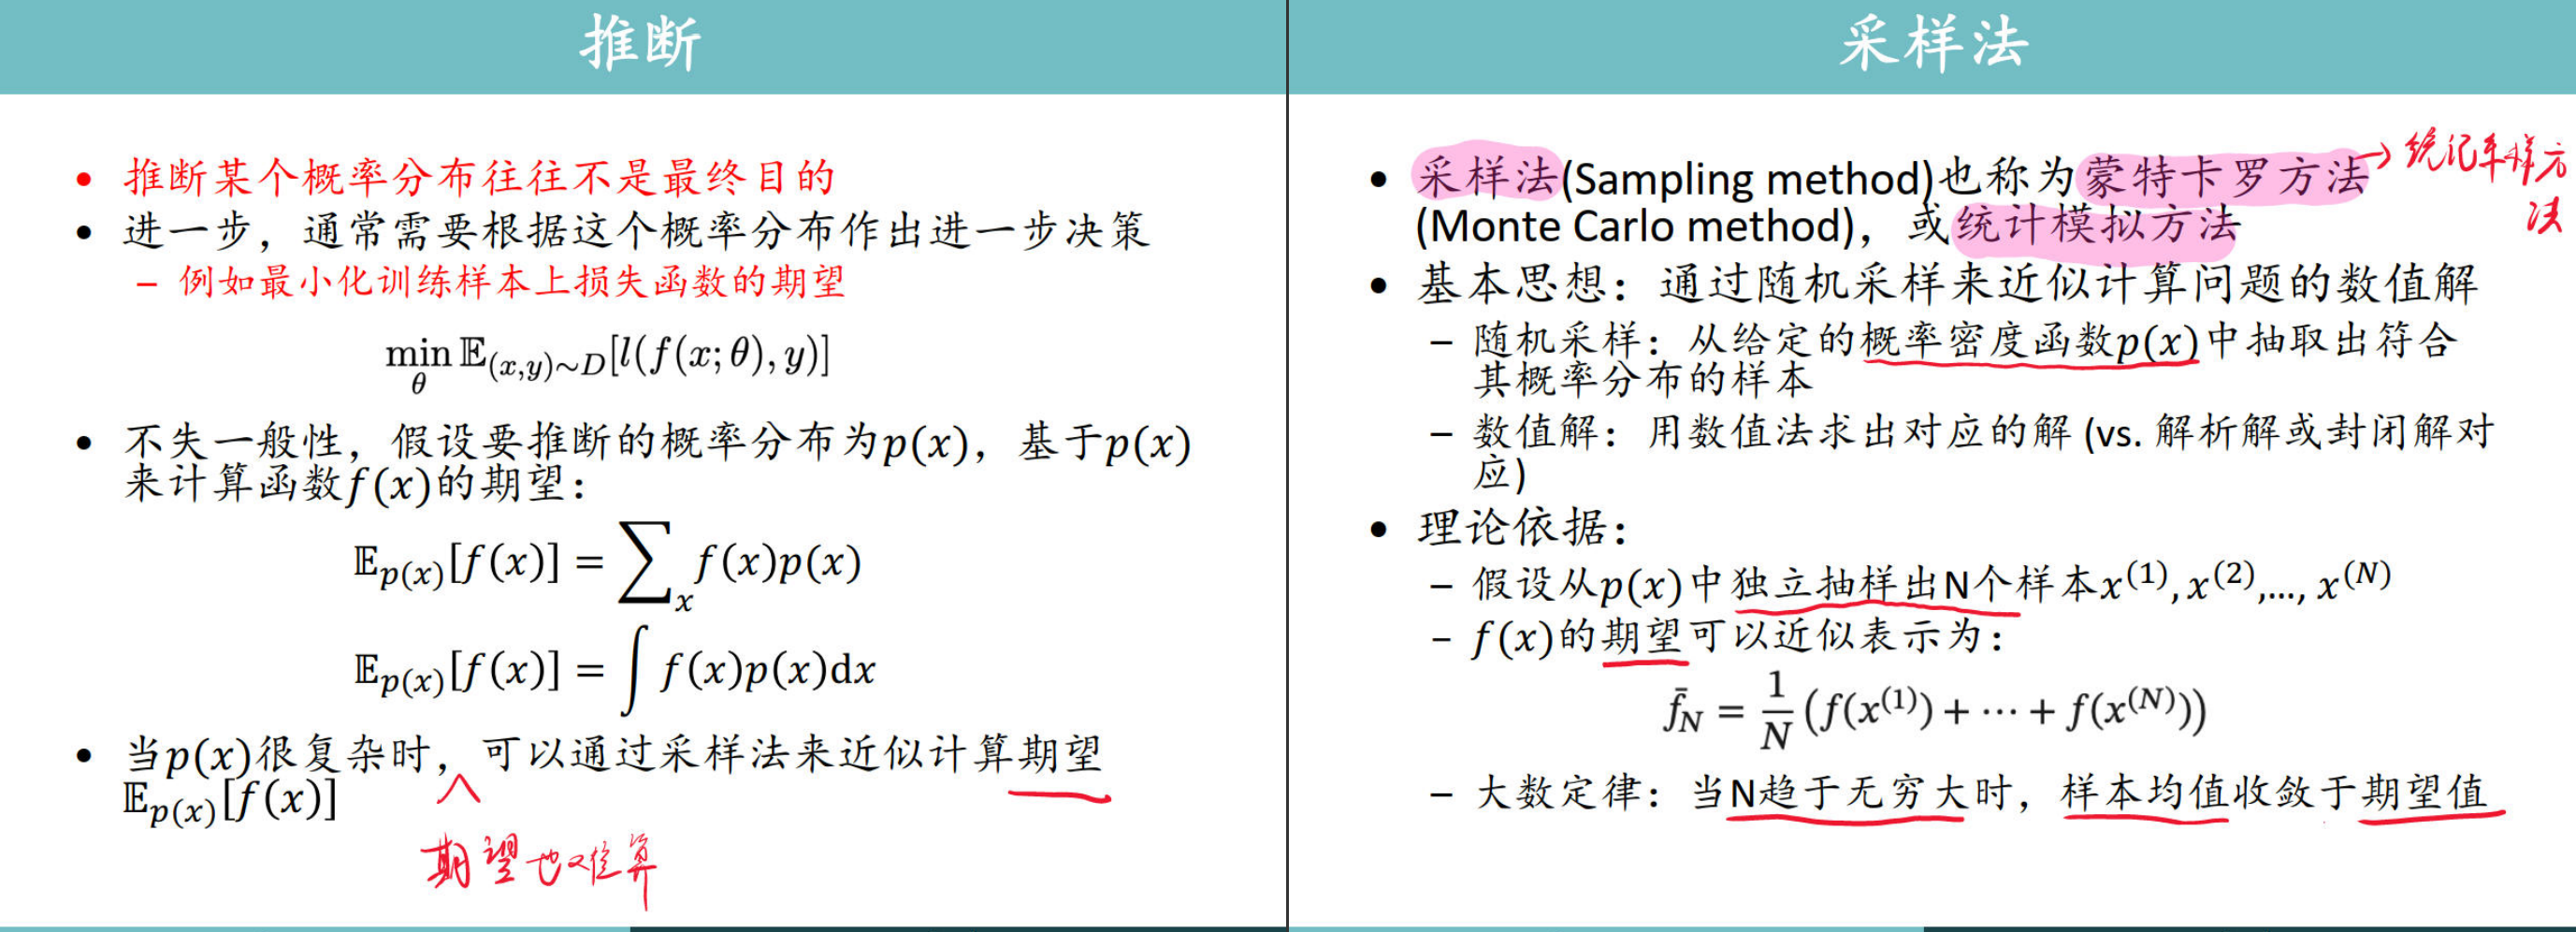 推断
• 推断某个概率分布往往不是最终目的
• 进一步，通常需要根据这个概率分布作出进一步决策
– 例如最小化训练样本上损失函数的期望
min_θ 𝔼_{(x,y)∼D}[l(f(x;θ),y)]
• 不失一般性，假设要推断的概率分布为p(x)，基于p(x)
来计算函数f(x)的期望：
𝔼_{p(x)}[f(x)] = ∑_x f(x)p(x)
𝔼_{p(x)}[f(x)] = ∫ f(x)p(x)dx
• 当p(x)很复杂时，可以通过采样法来近似计算期望
𝔼_{p(x)}[f(x)]
期望也难算
采样法
• 采样法(Sampling method)也称为蒙特卡罗方法
(Monte Carlo method)，或统计模拟方法
→ 统计采样方
法
• 基本思想：通过随机采样来近似计算问题的数值解
– 随机采样：从给定的概率密度函数p(x)中抽取出符合
其概率分布的样本
– 数值解：用数值法求出对应的解 (vs. 解析解或封闭解对
应)
• 理论依据：
– 假设从p(x)中独立抽样出N个样本x^{(1)}, x^{(2)},…, x^{(N)}
– f(x)的期望可以近似表示为：
f̄_N = 1/N (f(x^{(1)}) + ⋯ + f(x^{(N)}))
– 大数定律：当N趋于无穷大时，样本均值收敛于期望值